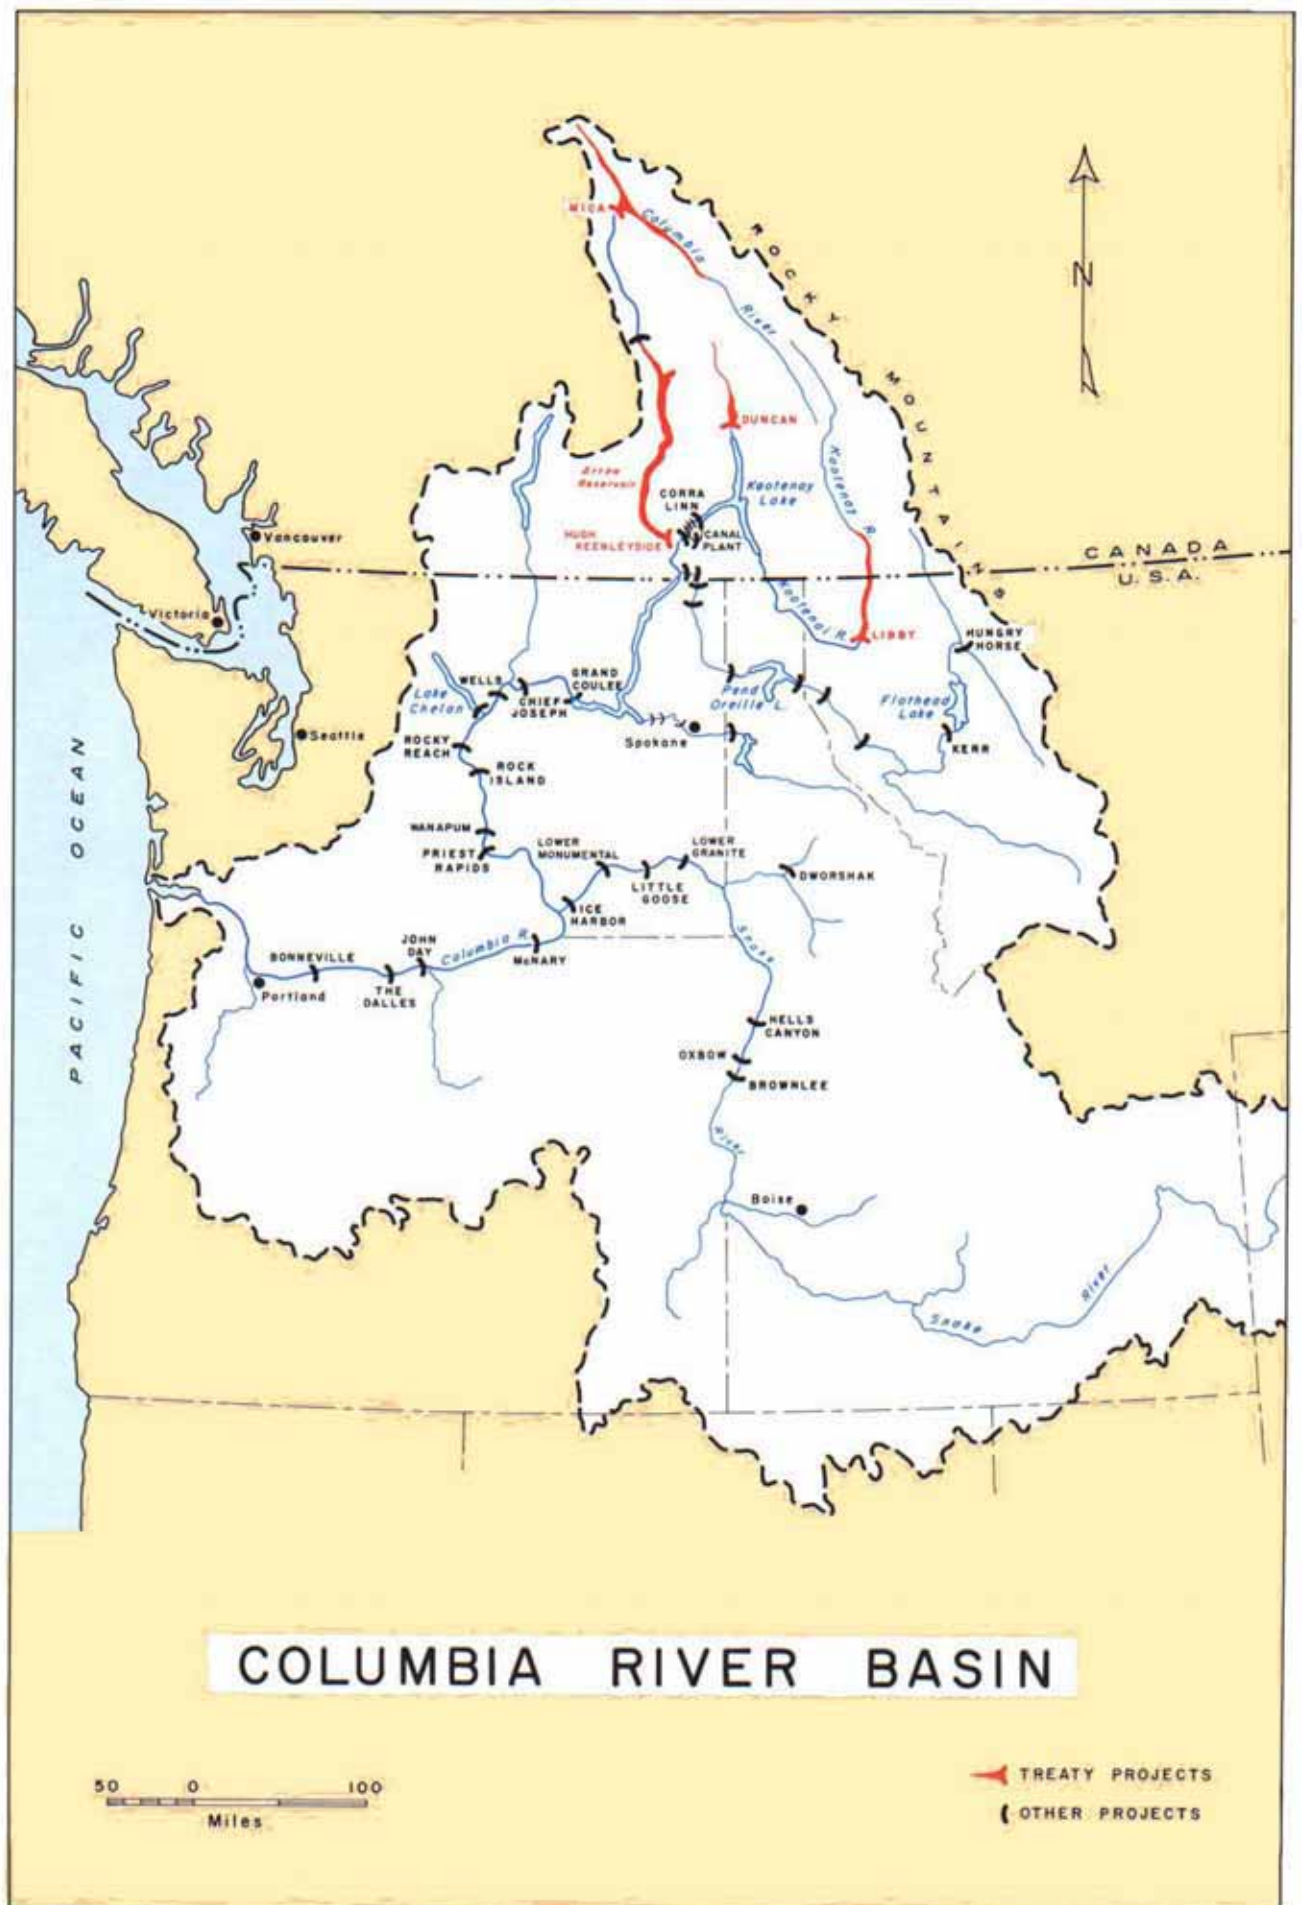 MICA
Columbia
River
ROCKY MOUNTAINS
N
DUNCAN
Arrow
Reservoir
CORRA
LINN
Kootenay
Lake
Kootenay R.
HUGH
KEENLEYSIDE
CANAL
PLANT
Vancouver
CANADA
U.S.A.
Victoria
Kootenai R.
LIBBY
HUNGRY
HORSE
WELLS
GRAND
COULEE
Lake
Chelan
CHIEF
JOSEPH
Pend
Oreille L.
Flathead
Lake
Seattle
Spokane
ROCKY
REACH
KERR
ROCK
ISLAND
PACIFIC OCEAN
WANAPUM
PRIEST
RAPIDS
LOWER
MONUMENTAL
LOWER
GRANITE
LITTLE
GOOSE
DWORSHAK
ICE
HARBOR
JOHN
DAY
Columbia R.
McNARY
Snake
BONNEVILLE
THE
DALLES
Portland
HELLS
CANYON
OXBOW
BROWNLEE
River
Boise
Snake
River
COLUMBIA RIVER BASIN
50 0 100
Miles
TREATY PROJECTS
OTHER PROJECTS